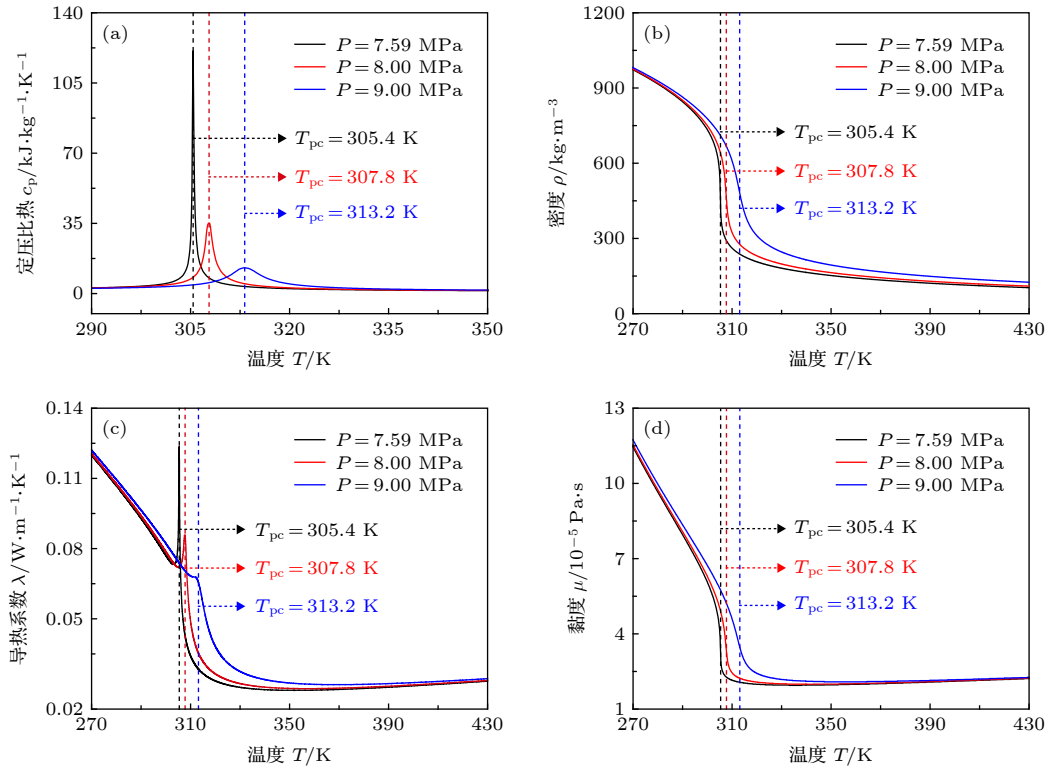 (a)
P = 7.59 MPa
P = 8.00 MPa
P = 9.00 MPa
T_pc = 305.4 K
T_pc = 307.8 K
T_pc = 313.2 K
定压比热 c_p/kJ·kg⁻¹·K⁻¹
140
105
70
35
0
290
305
320
335
350
温度 T/K
(b)
P = 7.59 MPa
P = 8.00 MPa
P = 9.00 MPa
T_pc = 305.4 K
T_pc = 307.8 K
T_pc = 313.2 K
密度 ρ/kg·m⁻³
1200
900
600
300
0
270
310
350
390
430
温度 T/K
(c)
P = 7.59 MPa
P = 8.00 MPa
P = 9.00 MPa
T_pc = 305.4 K
T_pc = 307.8 K
T_pc = 313.2 K
导热系数 λ/W·m⁻¹·K⁻¹
0.14
0.11
0.08
0.05
0.02
270
310
350
390
430
温度 T/K
(d)
P = 7.59 MPa
P = 8.00 MPa
P = 9.00 MPa
T_pc = 305.4 K
T_pc = 307.8 K
T_pc = 313.2 K
黏度 μ/10⁻⁵ Pa·s
13
10
7
4
1
270
310
350
390
430
温度 T/K